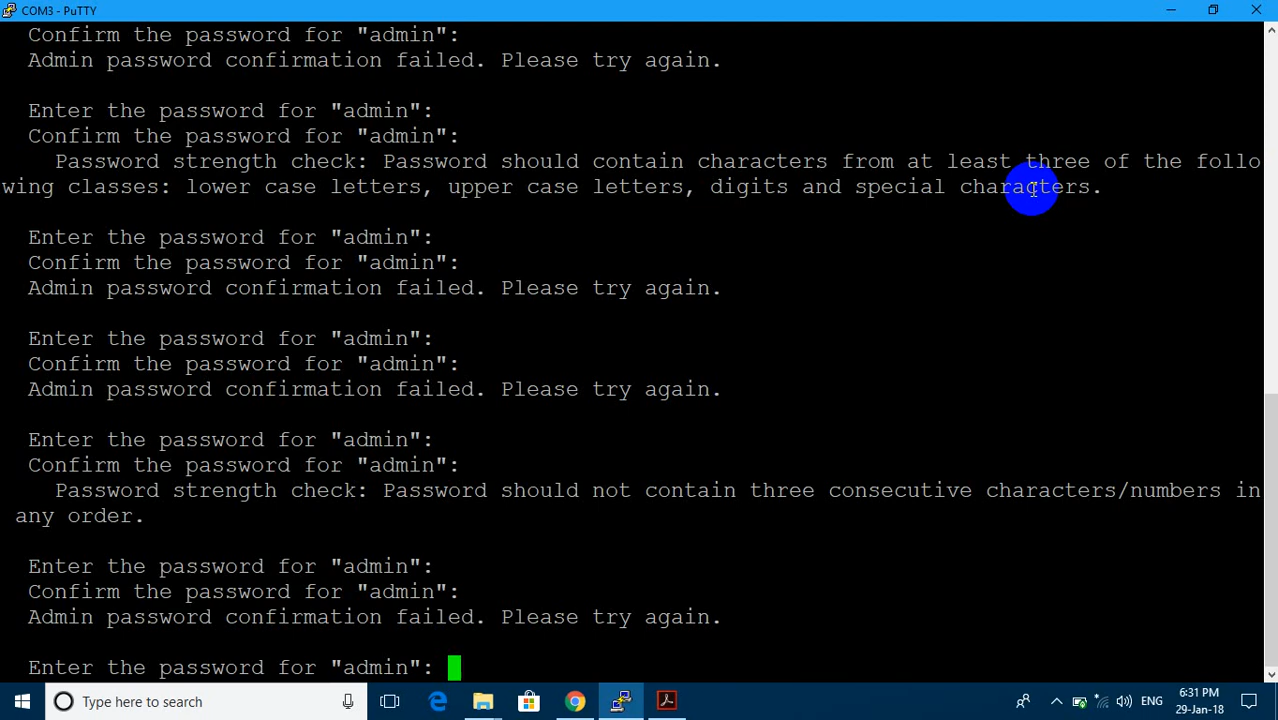 COM3 - PuTTY
Confirm the password for "admin":
Admin password confirmation failed. Please try again.
Enter the password for "admin":
Confirm the password for "admin":
Password strength check: Password should contain characters from at least three of the follo
wing classes: lower case letters, upper case letters, digits and special characters.
Enter the password for "admin":
Confirm the password for "admin":
Admin password confirmation failed. Please try again.
Enter the password for "admin":
Confirm the password for "admin":
Admin password confirmation failed. Please try again.
Enter the password for "admin":
Confirm the password for "admin":
Password strength check: Password should not contain three consecutive characters/numbers in
any order.
Enter the password for "admin":
Confirm the password for "admin":
Admin password confirmation failed. Please try again.
Enter the password for "admin":
Type here to search
ENG
6:31 PM
29-Jan-18